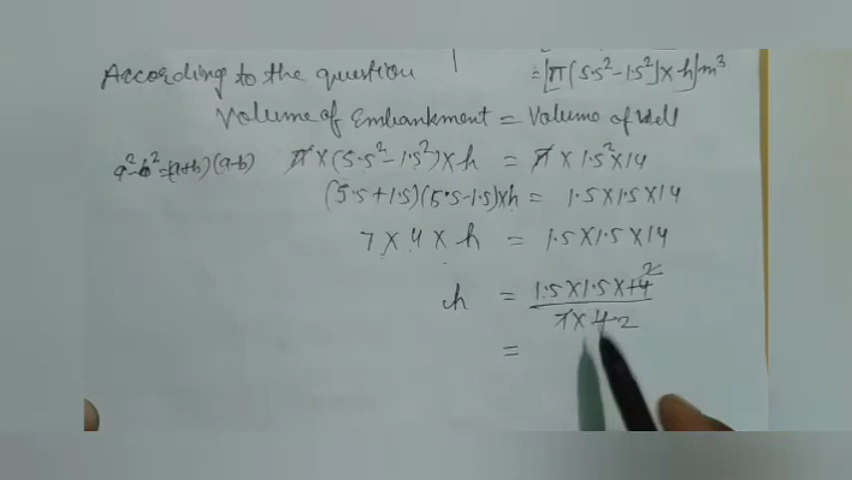 According to the question
=[π(5.5²-1.5²)×h]m³
Volume of Embankment = Volume of Well
a²-b²=(a+b)(a-b) π×(5.5²-1.5²)×h = π×1.5²×14
(5.5+1.5)(5.5-1.5)×h = 1.5×1.5×14
7×4×h = 1.5×1.5×14
h = 1.5×1.5×14 2
7×4 2
=